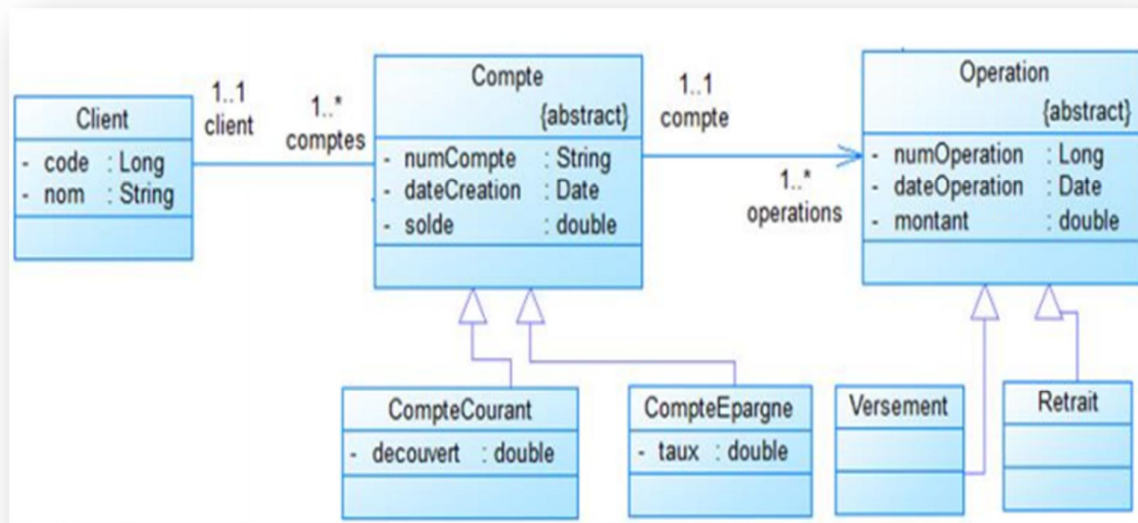 Client
- code : Long
- nom : String
1..1
client
1..*
comptes
Compte
{abstract}
- numCompte : String
- dateCreation : Date
- solde : double
1..1
compte
1..*
operations
Operation
{abstract}
- numOperation : Long
- dateOperation : Date
- montant : double
CompteCourant
- decouvert : double
CompteEpargne
- taux : double
Versement
Retrait